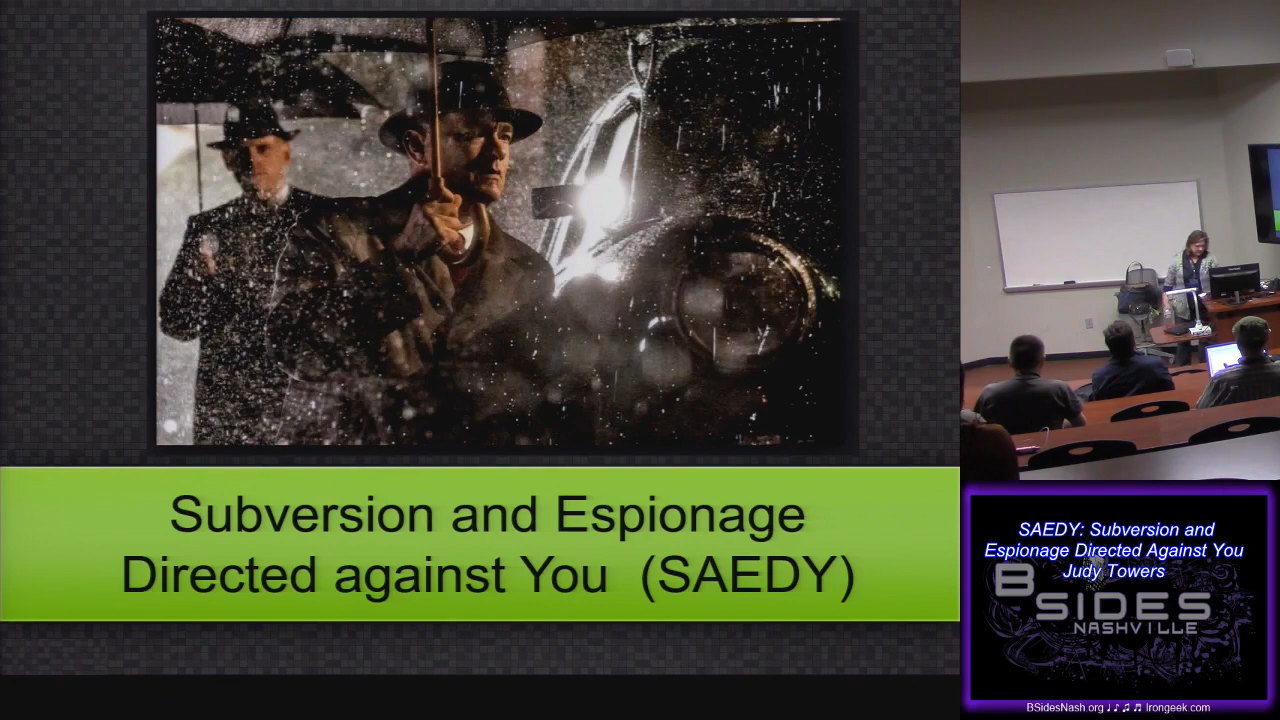 Subversion and Espionage
Directed against You (SAEDY)
SAEDY: Subversion and
Espionage Directed Against You
Judy Towers
BSIDES
NASHVILLE
BSidesNash.org ♩ ♪ ♫ ♬ Irongeek.com